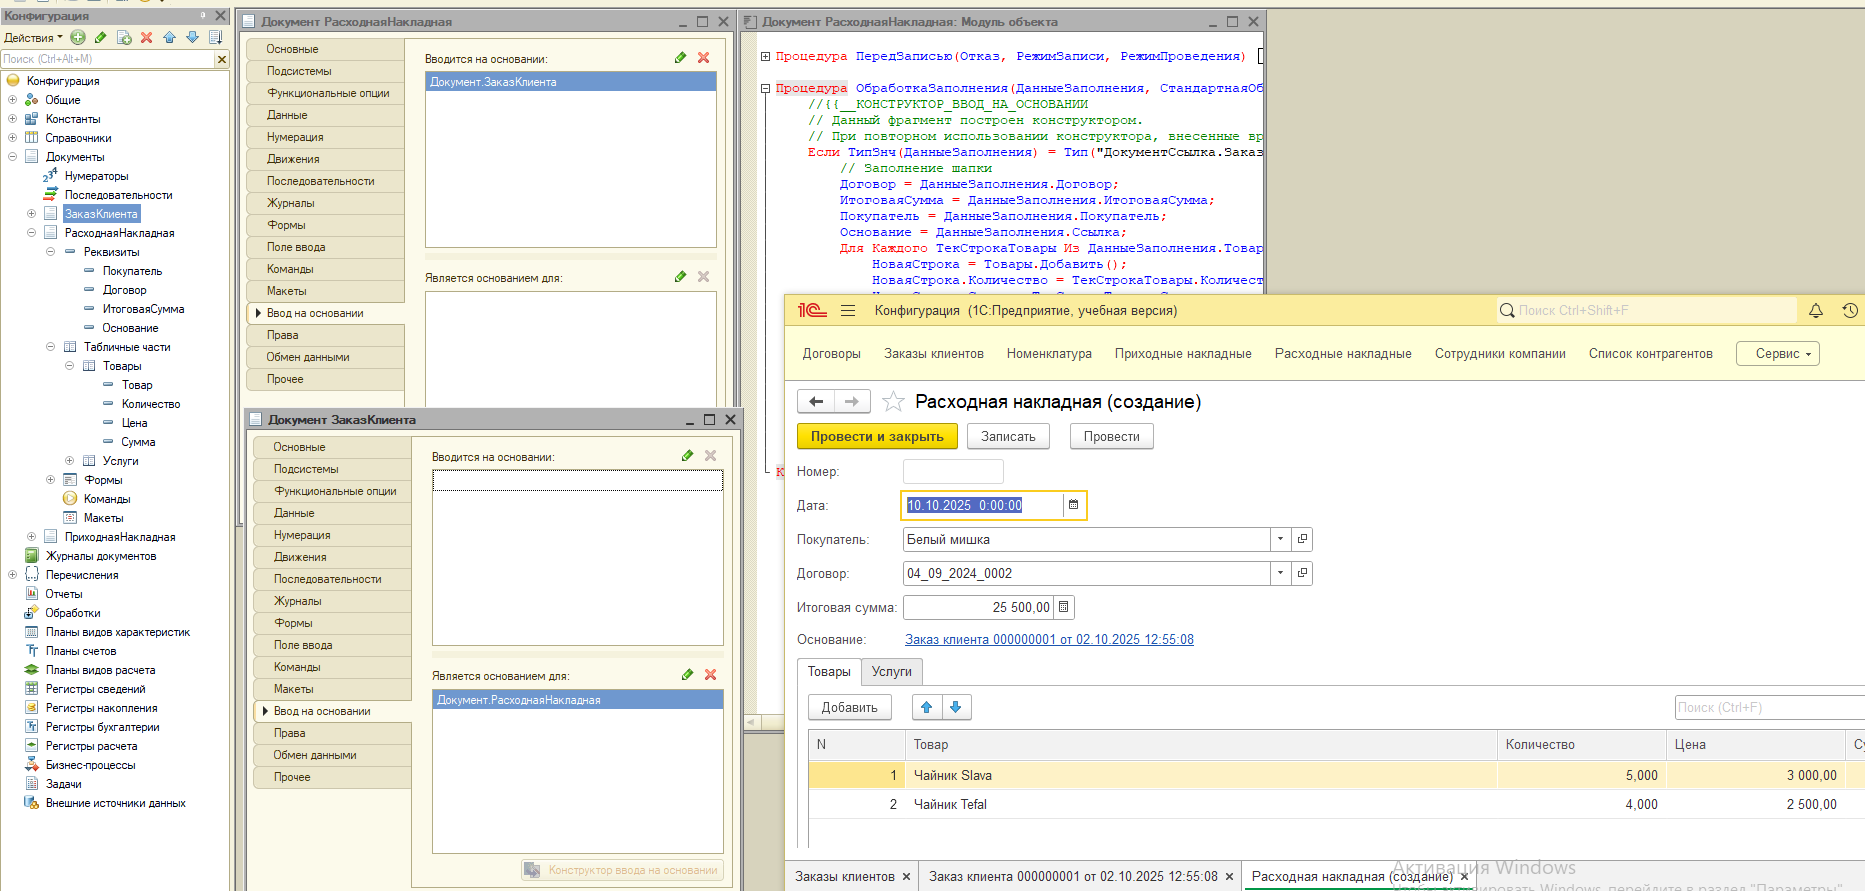 Конфигурация
Действия
Поиск (Ctrl+Alt+M)
Конфигурация
Общие
Константы
Справочники
Документы
Нумераторы
Последовательности
ЗаказКлиента
РасходнаяНакладная
Реквизиты
Покупатель
Договор
ИтоговаяСумма
Основание
Табличные части
Товары
Товар
Количество
Цена
Сумма
Услуги
Формы
Команды
Макеты
ПриходнаяНакладная
Журналы документов
Перечисления
Отчеты
Обработки
Планы видов характеристик
Планы счетов
Планы видов расчета
Регистры сведений
Регистры накопления
Регистры бухгалтерии
Регистры расчета
Бизнес-процессы
Задачи
Внешние источники данных
Документ РасходнаяНакладная
Основные
Подсистемы
Функциональные опции
Данные
Нумерация
Движения
Последовательности
Журналы
Формы
Поле ввода
Команды
Макеты
Ввод на основании
Права
Обмен данными
Прочее
Вводится на основании:
Документ.ЗаказКлиента
Является основанием для:
Документ ЗаказКлиента
Основные
Подсистемы
Функциональные опции
Данные
Нумерация
Движения
Последовательности
Журналы
Формы
Поле ввода
Команды
Макеты
Ввод на основании
Права
Обмен данными
Прочее
Вводится на основании:
Является основанием для:
Документ.РасходнаяНакладная
Конструктор ввода на основании
Документ РасходнаяНакладная: Модуль объекта
Процедура ПередЗаписью(Отказ, РежимЗаписи, РежимПроведения)
Процедура ОбработкаЗаполнения(ДанныеЗаполнения, СтандартнаяОб
//{{__КОНСТРУКТОР_ВВОД_НА_ОСНОВАНИИ
// Данный фрагмент построен конструктором.
// При повторном использовании конструктора, внесенные вр
Если ТипЗнч(ДанныеЗаполнения) = Тип("ДокументСсылка.Заказ
// Заполнение шапки
Договор = ДанныеЗаполнения.Договор;
ИтоговаяСумма = ДанныеЗаполнения.ИтоговаяСумма;
Покупатель = ДанныеЗаполнения.Покупатель;
Основание = ДанныеЗаполнения.Ссылка;
Для Каждого ТекСтрокаТовары Из ДанныеЗаполнения.Товар
НоваяСтрока = Товары.Добавить();
НоваяСтрока.Количество = ТекСтрокаТовары.Количест
К
1С
Конфигурация (1С:Предприятие, учебная версия)
Поиск Ctrl+Shift+F
Договоры Заказы клиентов Номенклатура Приходные накладные Расходные накладные Сотрудники компании Список контрагентов Сервис
Расходная накладная (создание)
Провести и закрыть Записать Провести
Номер:
Дата: 10.10.2025 0:00:00
Покупатель: Белый мишка
Договор: 04_09_2024_0002
Итоговая сумма: 25 500,00
Основание: Заказ клиента 000000001 от 02.10.2025 12:55:08
Товары Услуги
Добавить Поиск (Ctrl+F)
N Товар Количество Цена Су
1 Чайник Slava 5,000 3 000,00
2 Чайник Tefal 4,000 2 500,00
Активация Windows
Чтобы активировать Windows, перейдите в раздел "Параметры".
Заказы клиентов Заказ клиента 000000001 от 02.10.2025 12:55:08 Расходная накладная (создание)